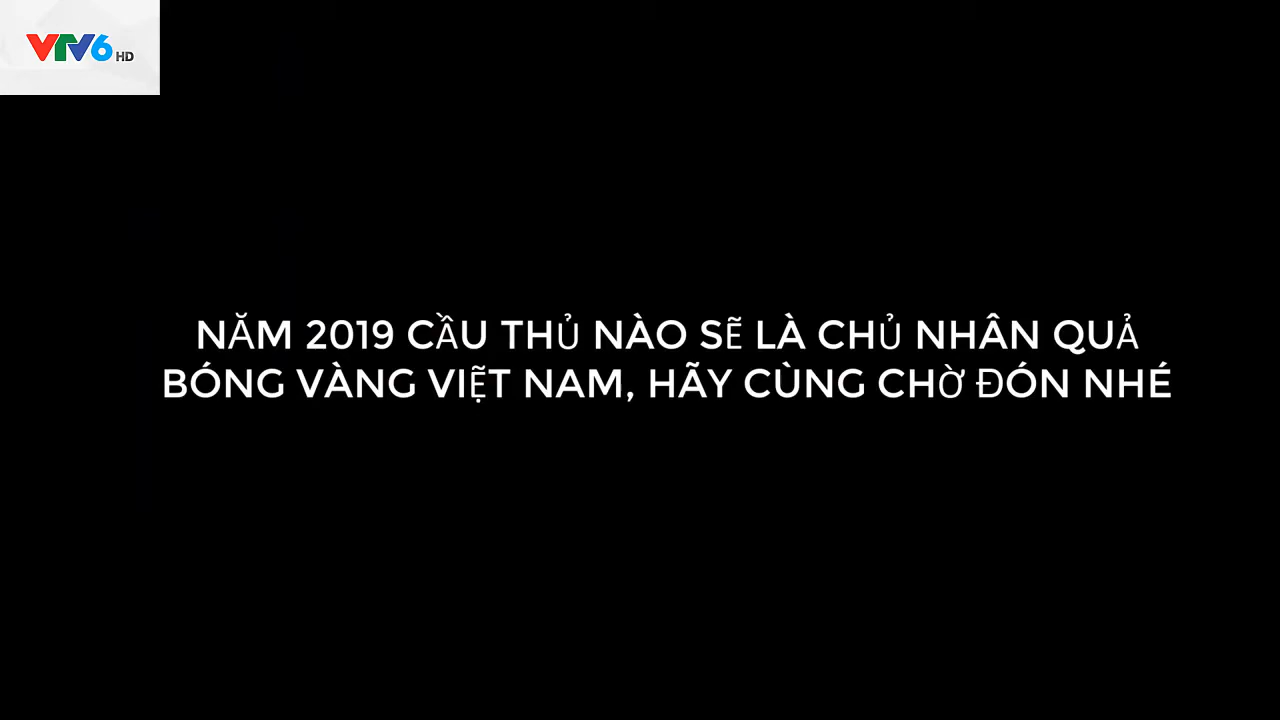 VTV6 HD
NĂM 2019 CẦU THỦ NÀO SẼ LÀ CHỦ NHÂN QUẢ
BÓNG VÀNG VIỆT NAM, HÃY CÙNG CHỜ ĐÓN NHÉ